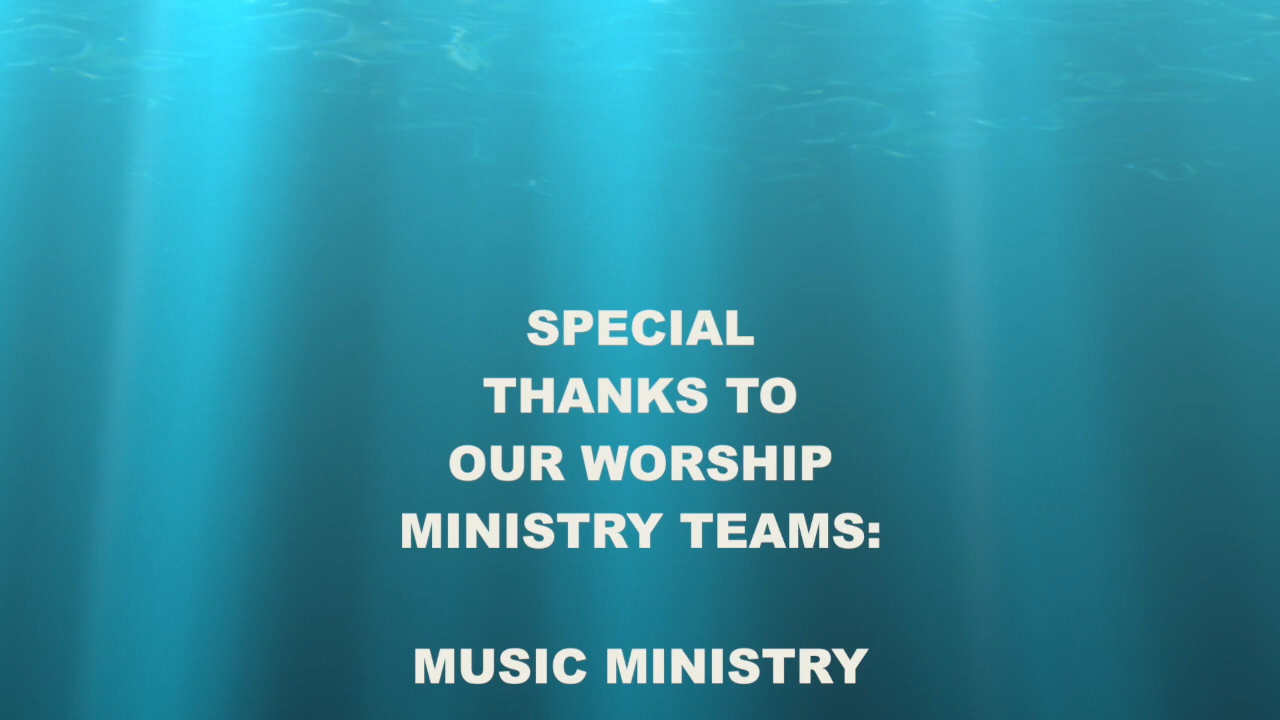 SPECIAL
THANKS TO
OUR WORSHIP
MINISTRY TEAMS:
MUSIC MINISTRY